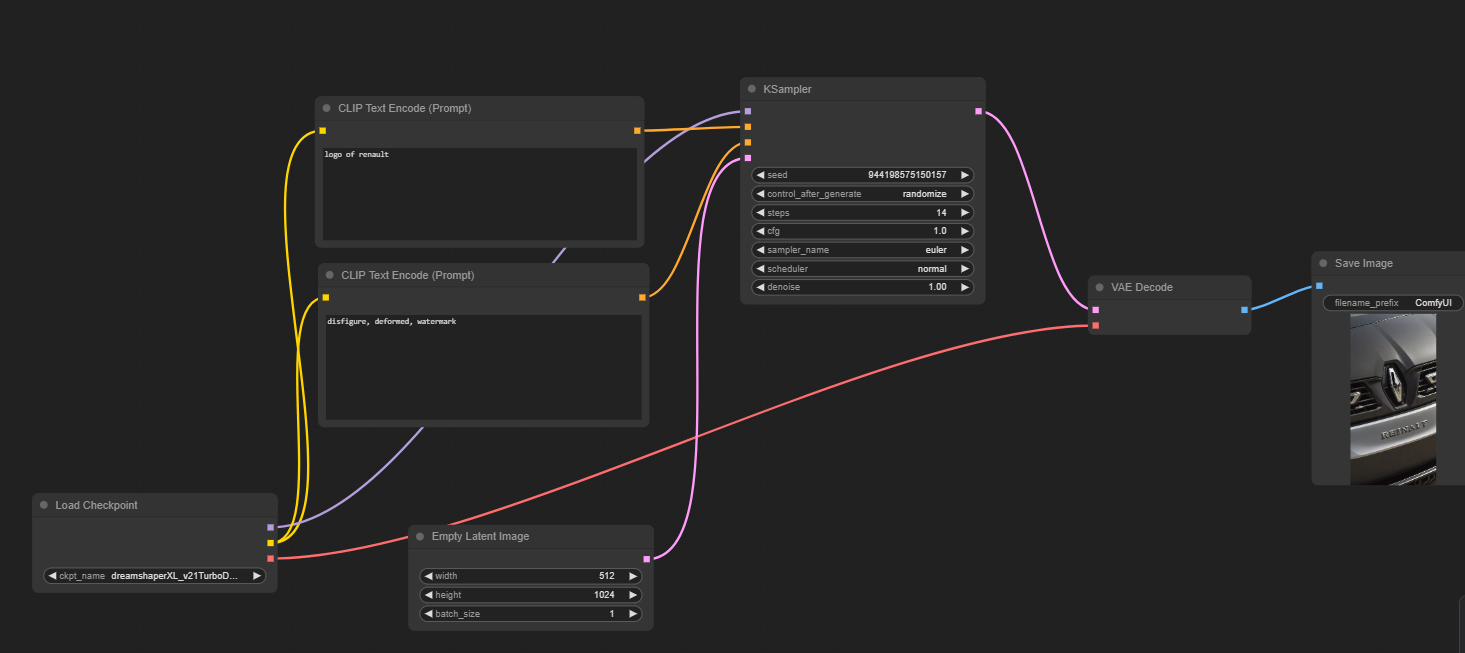 CLIP Text Encode (Prompt)
logo of renault
CLIP Text Encode (Prompt)
disfigure, deformed, watermark
Load Checkpoint
ckpt_name dreamshaperXL_v21TurboD...
Empty Latent Image
width 512
height 1024
batch_size 1
KSampler
seed 944198575150157
control_after_generate randomize
steps 14
cfg 1.0
sampler_name euler
scheduler normal
denoise 1.00
VAE Decode
Save Image
filename_prefix ComfyUI